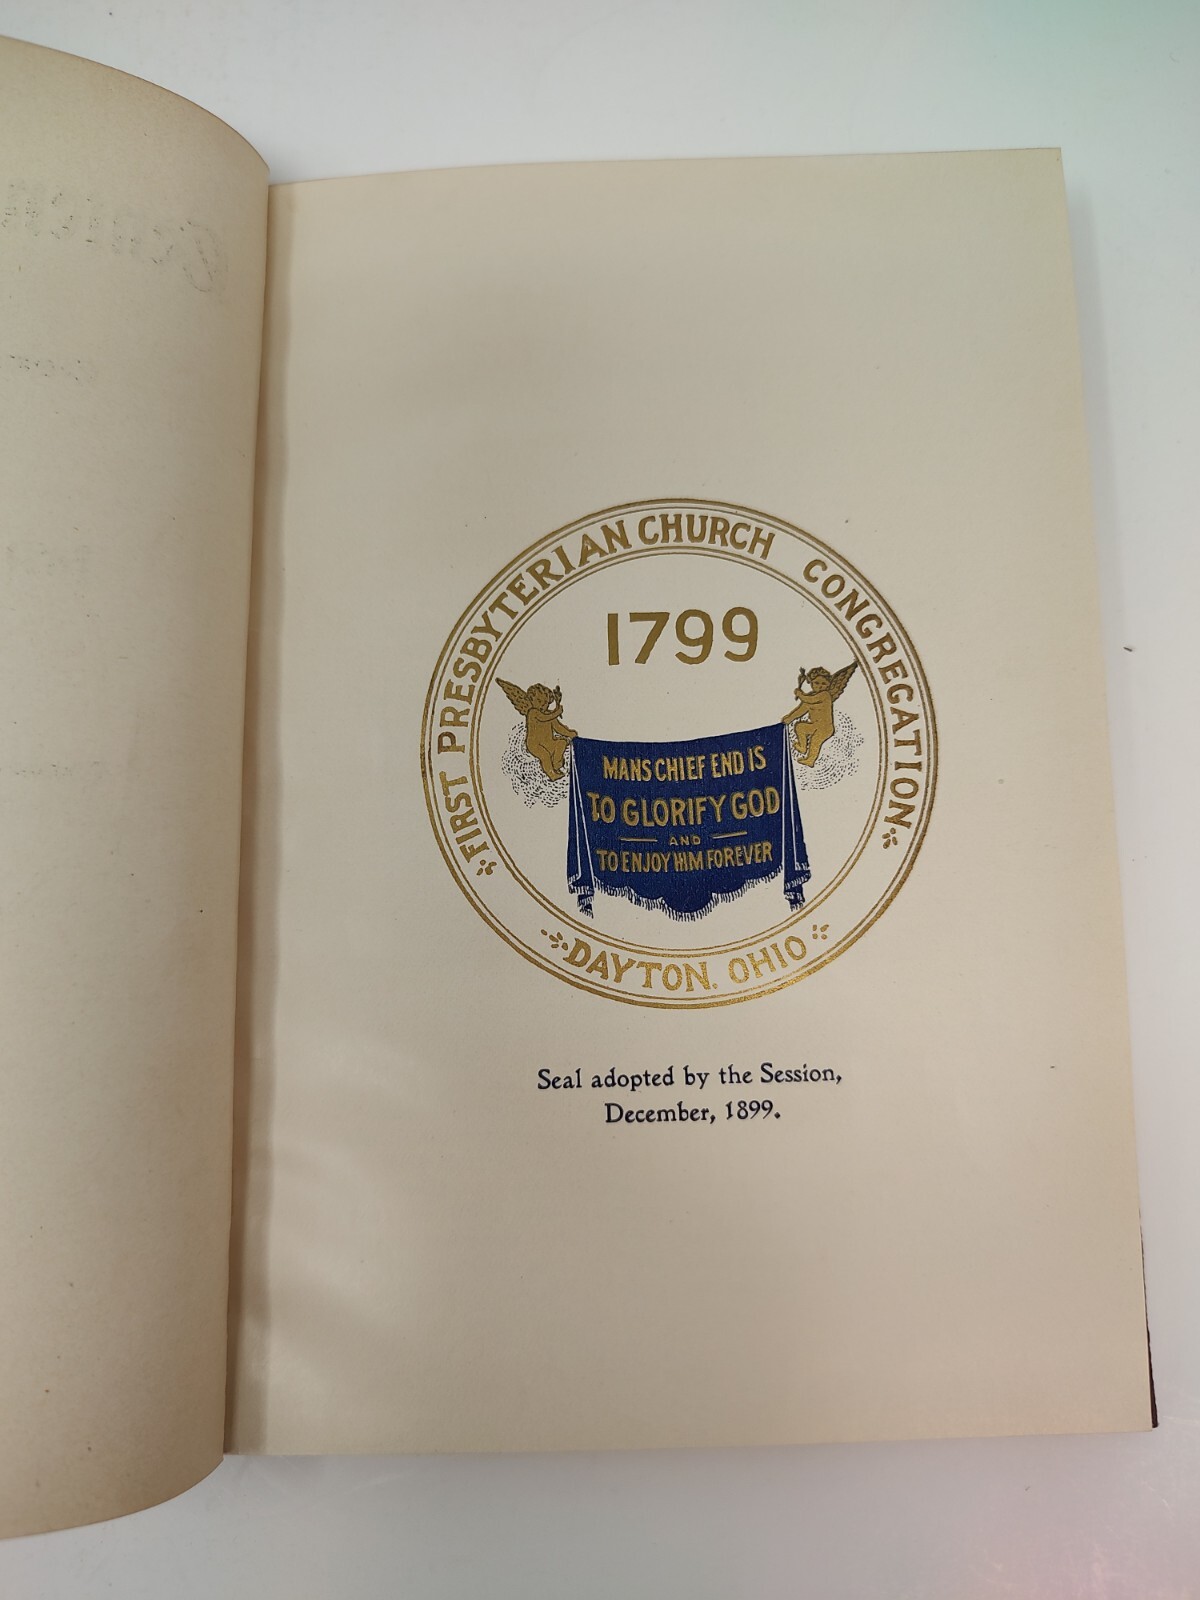 FIRST PRESBYTERIAN CHURCH CONGREGATION
1799
MANS CHIEF END IS
TO GLORIFY GOD
AND
TO ENJOY HIM FOREVER
DAYTON, OHIO
Seal adopted by the Session,
December, 1899.